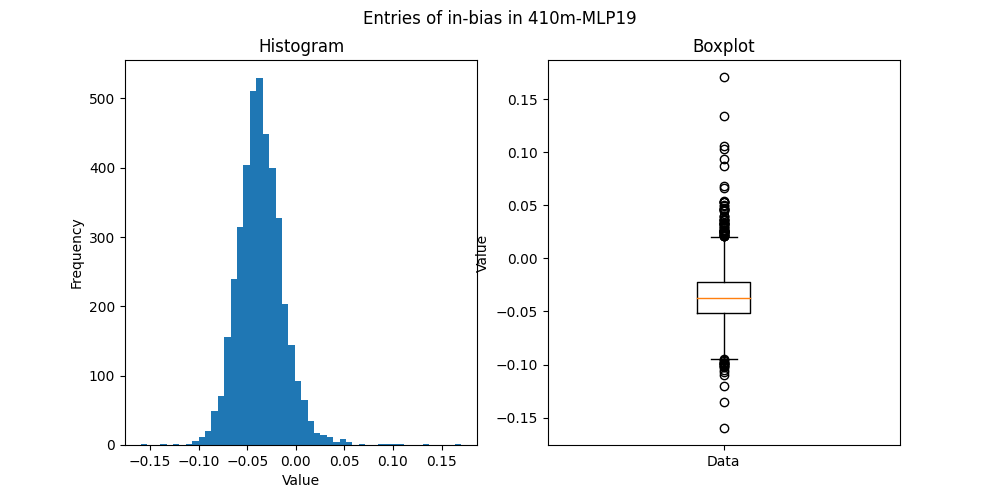 Entries of in-bias in 410m-MLP19
Histogram
Frequency
500
400
300
200
100
0
−0.15 −0.10 −0.05 0.00 0.05 0.10 0.15
Value
Boxplot
Value
0.15
0.10
0.05
0.00
−0.05
−0.10
−0.15
Data